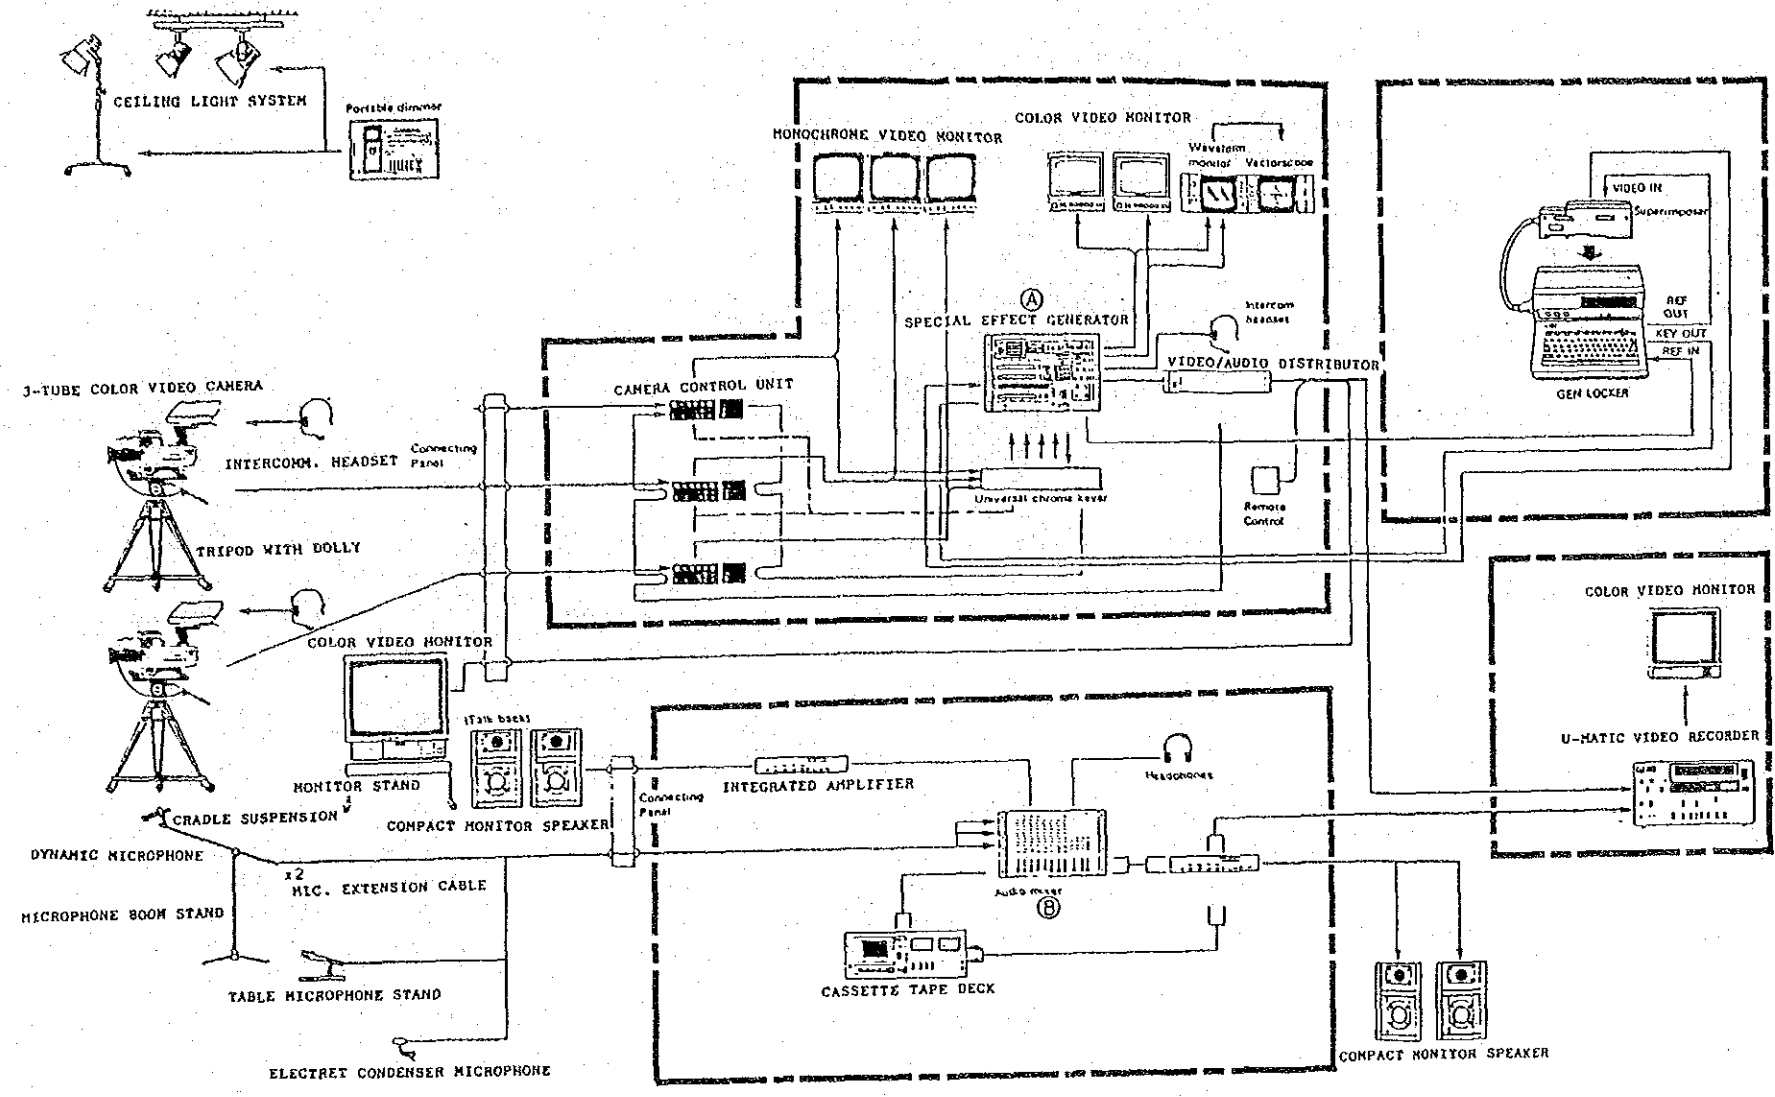 CEILING LIGHT SYSTEM
Portable dimmer
MONOCHROME VIDEO MONITOR
COLOR VIDEO MONITOR
Waveform
monitor
Vectorscope
VIDEO IN
Superimposer
REF
OUT
KEY OUT
REF IN
GEN LOCKER
A
SPECIAL EFFECT GENERATOR
Intercom
headset
VIDEO/AUDIO DISTRIBUTOR
CAMERA CONTROL UNIT
3-TUBE COLOR VIDEO CAMERA
INTERCOMM. HEADSET
Connecting
Panel
Universal chroma keyer
Remote
Control
TRIPOD WITH DOLLY
COLOR VIDEO MONITOR
COLOR VIDEO MONITOR
U-MATIC VIDEO RECORDER
(Talk back)
MONITOR STAND
INTEGRATED AMPLIFIER
Headphones
Connecting
Panel
CRADLE SUSPENSION
COMPACT MONITOR SPEAKER
DYNAMIC MICROPHONE
x2
MIC. EXTENSION CABLE
Audio mixer
B
MICROPHONE BOOM STAND
TABLE MICROPHONE STAND
CASSETTE TAPE DECK
COMPACT MONITOR SPEAKER
ELECTRET CONDENSER MICROPHONE